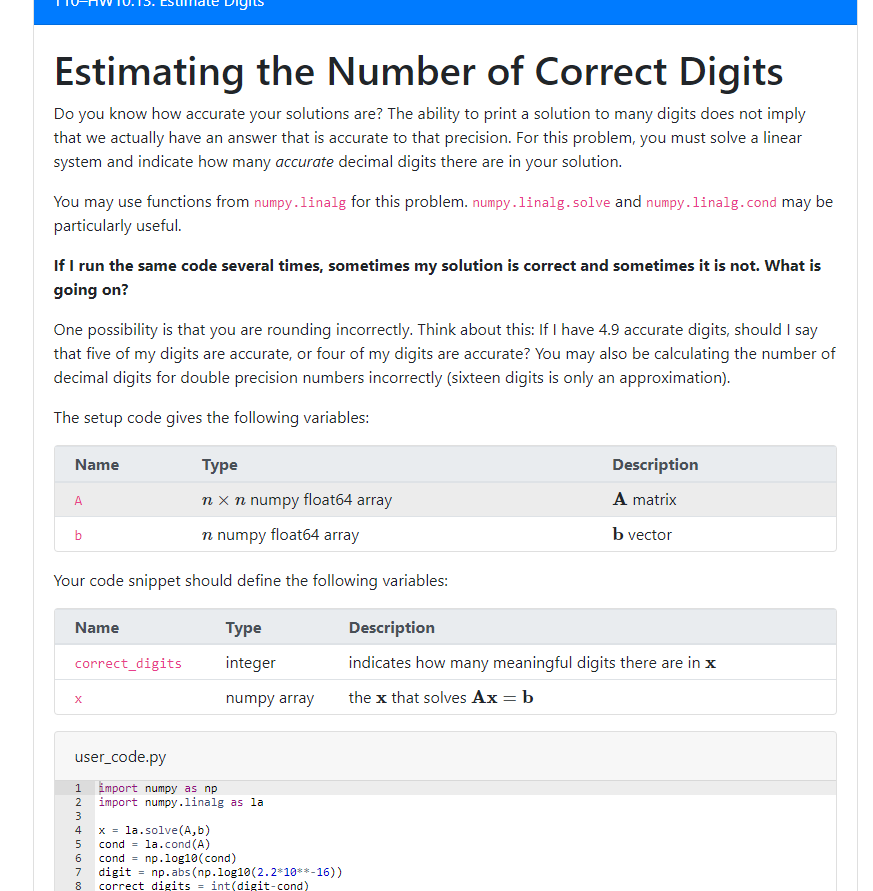 T10–HW10.13. Estimate Digits
Estimating the Number of Correct Digits
Do you know how accurate your solutions are? The ability to print a solution to many digits does not imply
that we actually have an answer that is accurate to that precision. For this problem, you must solve a linear
system and indicate how many accurate decimal digits there are in your solution.
You may use functions from numpy.linalg for this problem. numpy.linalg.solve and numpy.linalg.cond may be
particularly useful.
If I run the same code several times, sometimes my solution is correct and sometimes it is not. What is
going on?
One possibility is that you are rounding incorrectly. Think about this: If I have 4.9 accurate digits, should I say
that five of my digits are accurate, or four of my digits are accurate? You may also be calculating the number of
decimal digits for double precision numbers incorrectly (sixteen digits is only an approximation).
The setup code gives the following variables:
Name Type Description
A n × n numpy float64 array A matrix
b n numpy float64 array b vector
Your code snippet should define the following variables:
Name Type Description
correct_digits integer indicates how many meaningful digits there are in x
x numpy array the x that solves Ax = b
user_code.py
1 import numpy as np
2 import numpy.linalg as la
3
4 x = la.solve(A,b)
5 cond = la.cond(A)
6 cond = np.log10(cond)
7 digit = np.abs(np.log10(2.2*10**-16))
8 correct_digits = int(digit-cond)